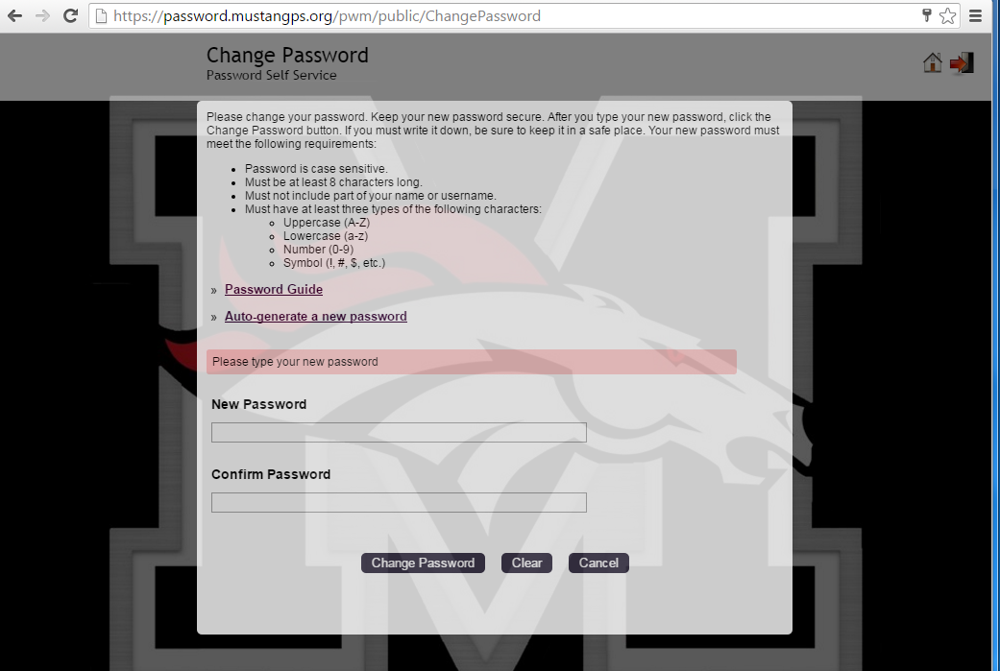 https://password.mustangps.org/pwm/public/ChangePassword
Change Password
Password Self Service
Please change your password. Keep your new password secure. After you type your new password, click the
Change Password button. If you must write it down, be sure to keep it in a safe place. Your new password must
meet the following requirements:
• Password is case sensitive.
• Must be at least 8 characters long.
• Must not include part of your name or username.
• Must have at least three types of the following characters:
◦ Uppercase (A-Z)
◦ Lowercase (a-z)
◦ Number (0-9)
◦ Symbol (!, #, $, etc.)
» Password Guide
» Auto-generate a new password
Please type your new password
New Password
Confirm Password
Change Password Clear Cancel